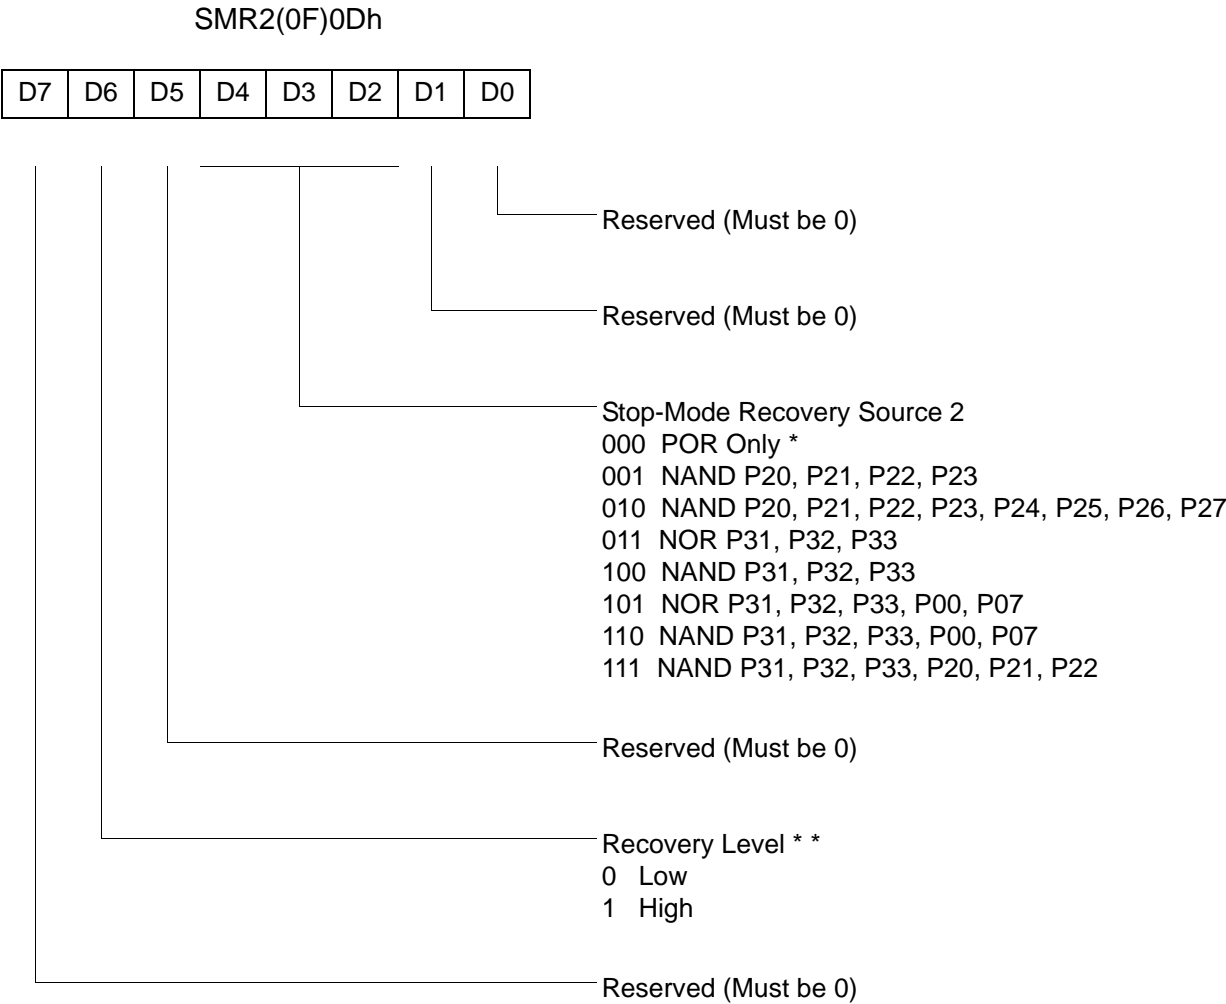 SMR2(0F)0Dh
D7 D6 D5 D4 D3 D2 D1 D0
Reserved (Must be 0)
Reserved (Must be 0)
Stop-Mode Recovery Source 2
000 POR Only *
001 NAND P20, P21, P22, P23
010 NAND P20, P21, P22, P23, P24, P25, P26, P27
011 NOR P31, P32, P33
100 NAND P31, P32, P33
101 NOR P31, P32, P33, P00, P07
110 NAND P31, P32, P33, P00, P07
111 NAND P31, P32, P33, P20, P21, P22
Reserved (Must be 0)
Recovery Level * *
0 Low
1 High
Reserved (Must be 0)